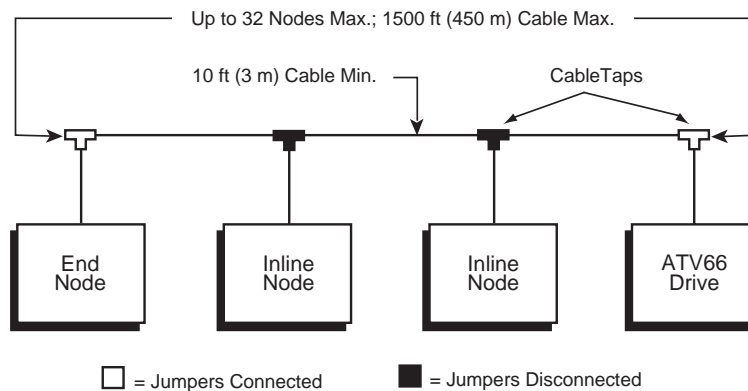 Up to 32 Nodes Max.; 1500 ft (450 m) Cable Max.
10 ft (3 m) Cable Min.
CableTaps
End
Node
Inline
Node
Inline
Node
ATV66
Drive
= Jumpers Connected
= Jumpers Disconnected